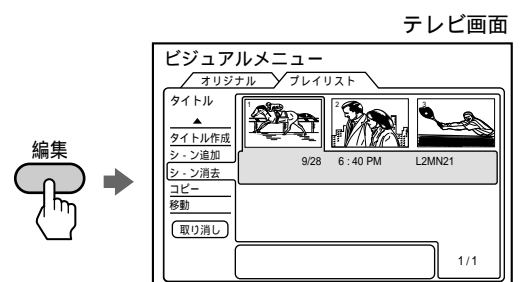 テレビ画面
ビジュアルメニュー
オリジナル プレイリスト
タイトル
1 2 3
タイトル作成
シ-ン追加
9/28 6:40 PM L2MN21
シ-ン消去
コピー
移動
取り消し
1/1
編集